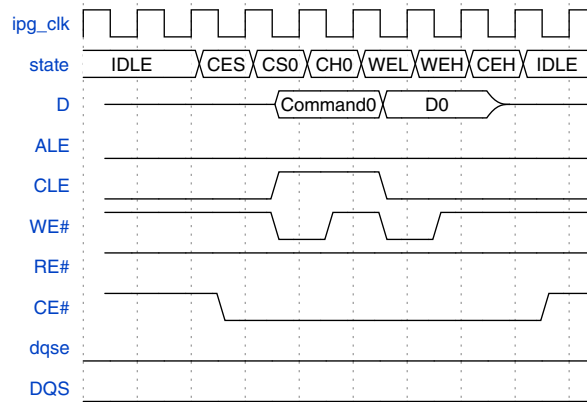 ipg_clk
state IDLE CES CS0 CH0 WEL WEH CEH IDLE
D Command0 D0
ALE
CLE
WE#
RE#
CE#
dqse
DQS